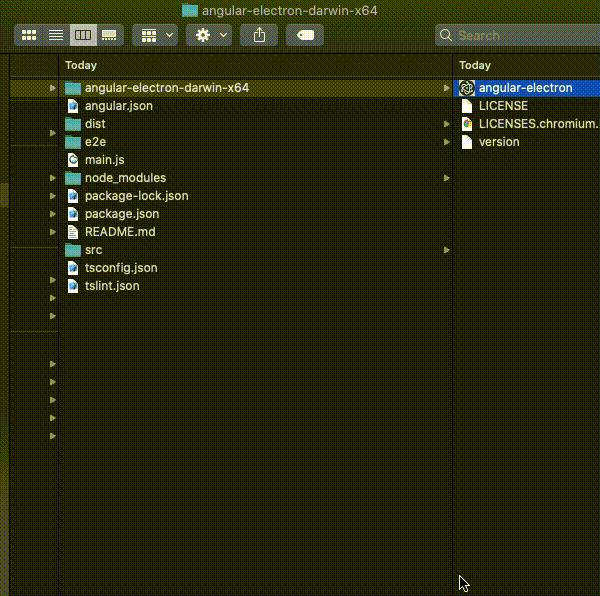 angular-electron-darwin-x64
Search
Today
angular-electron-darwin-x64
angular.json
dist
e2e
main.js
node_modules
package-lock.json
package.json
README.md
src
tsconfig.json
tslint.json
Today
angular-electron
LICENSE
LICENSES.chromium.
version